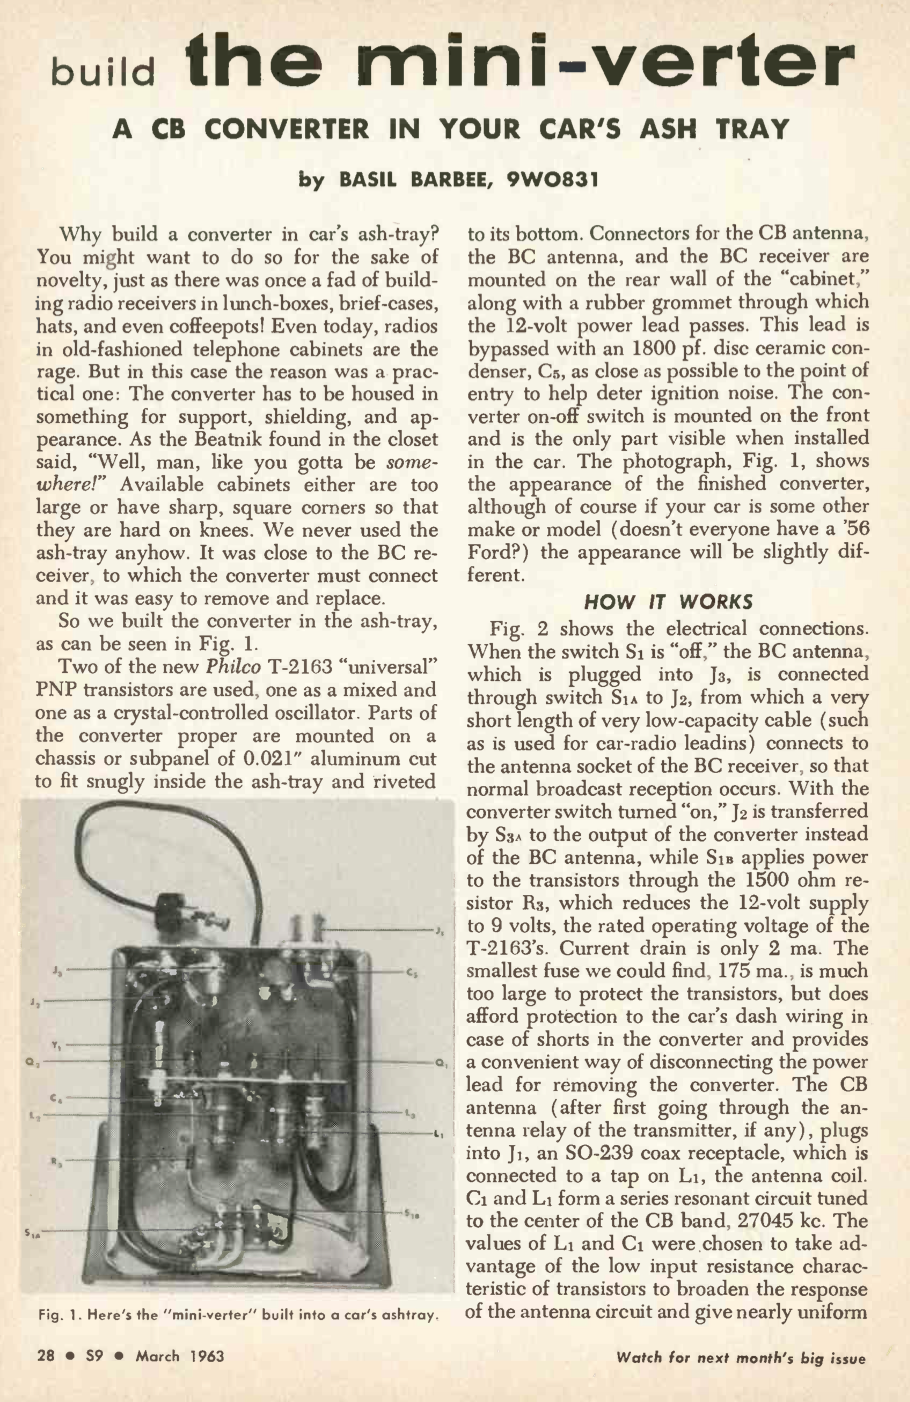 build the mini-verter
A CB CONVERTER IN YOUR CAR'S ASH TRAY
by BASIL BARBEE, 9W0831
Why build a converter in car's ash-tray?
You might want to do so for the sake of
novelty, just as there was once a fad of build-
ing radio receivers in lunch-boxes, brief-cases,
hats, and even coffeepots! Even today, radios
in old-fashioned telephone cabinets are the
rage. But in this case the reason was a prac-
tical one: The converter has to be housed in
something for support, shielding, and ap-
pearance. As the Beatnik found in the closet
said, "Well, man, like you gotta be some-
where!" Available cabinets either are too
large or have sharp, square corners so that
they are hard on knees. We never used the
ash-tray anyhow. It was close to the BC re-
ceiver, to which the converter must connect
and it was easy to remove and replace.
So we built the converter in the ash-tray,
as can be seen in Fig. 1.
Two of the new Philco T-2163 "universal"
PNP transistors are used, one as a mixed and
one as a crystal-controlled oscillator. Parts of
the converter proper are mounted on a
chassis or subpanel of 0.021" aluminum cut
to fit snugly inside the ash-tray and riveted
J1
J3
C5
J2
Y1
Q2
Q1
C4
L3
L2
L1
R3
S1B
S1A
Fig. 1. Here's the "mini-verter" built into a car's ashtray.
to its bottom. Connectors for the CB antenna,
the BC antenna, and the BC receiver are
mounted on the rear wall of the "cabinet,"
along with a rubber grommet through which
the 12-volt power lead passes. This lead is
bypassed with an 1800 pf. disc ceramic con-
denser, C5, as close as possible to the point of
entry to help deter ignition noise. The con-
verter on-off switch is mounted on the front
and is the only part visible when installed
in the car. The photograph, Fig. 1, shows
the appearance of the finished converter,
although of course if your car is some other
make or model (doesn't everyone have a '56
Ford?) the appearance will be slightly dif-
ferent.
HOW IT WORKS
Fig. 2 shows the electrical connections.
When the switch S1 is "off," the BC antenna,
which is plugged into J3, is connected
through switch S1A to J2, from which a very
short length of very low-capacity cable (such
as is used for car-radio leadins) connects to
the antenna socket of the BC receiver, so that
normal broadcast reception occurs. With the
converter switch turned "on," J2 is transferred
by S3A to the output of the converter instead
of the BC antenna, while S1B applies power
to the transistors through the 1500 ohm re-
sistor R3, which reduces the 12-volt supply
to 9 volts, the rated operating voltage of the
T-2163's. Current drain is only 2 ma. The
smallest fuse we could find, 175 ma., is much
too large to protect the transistors, but does
afford protection to the car's dash wiring in
case of shorts in the converter and provides
a convenient way of disconnecting the power
lead for removing the converter. The CB
antenna (after first going through the an-
tenna relay of the transmitter, if any), plugs
into J1, an SO-239 coax receptacle, which is
connected to a tap on L1, the antenna coil.
C1 and L1 form a series resonant circuit tuned
to the center of the CB band, 27045 kc. The
values of L1 and C1 were chosen to take ad-
vantage of the low input resistance charac-
teristic of transistors to broaden the response
of the antenna circuit and give nearly uniform
28 • S9 • March 1963
Watch for next month's big issue